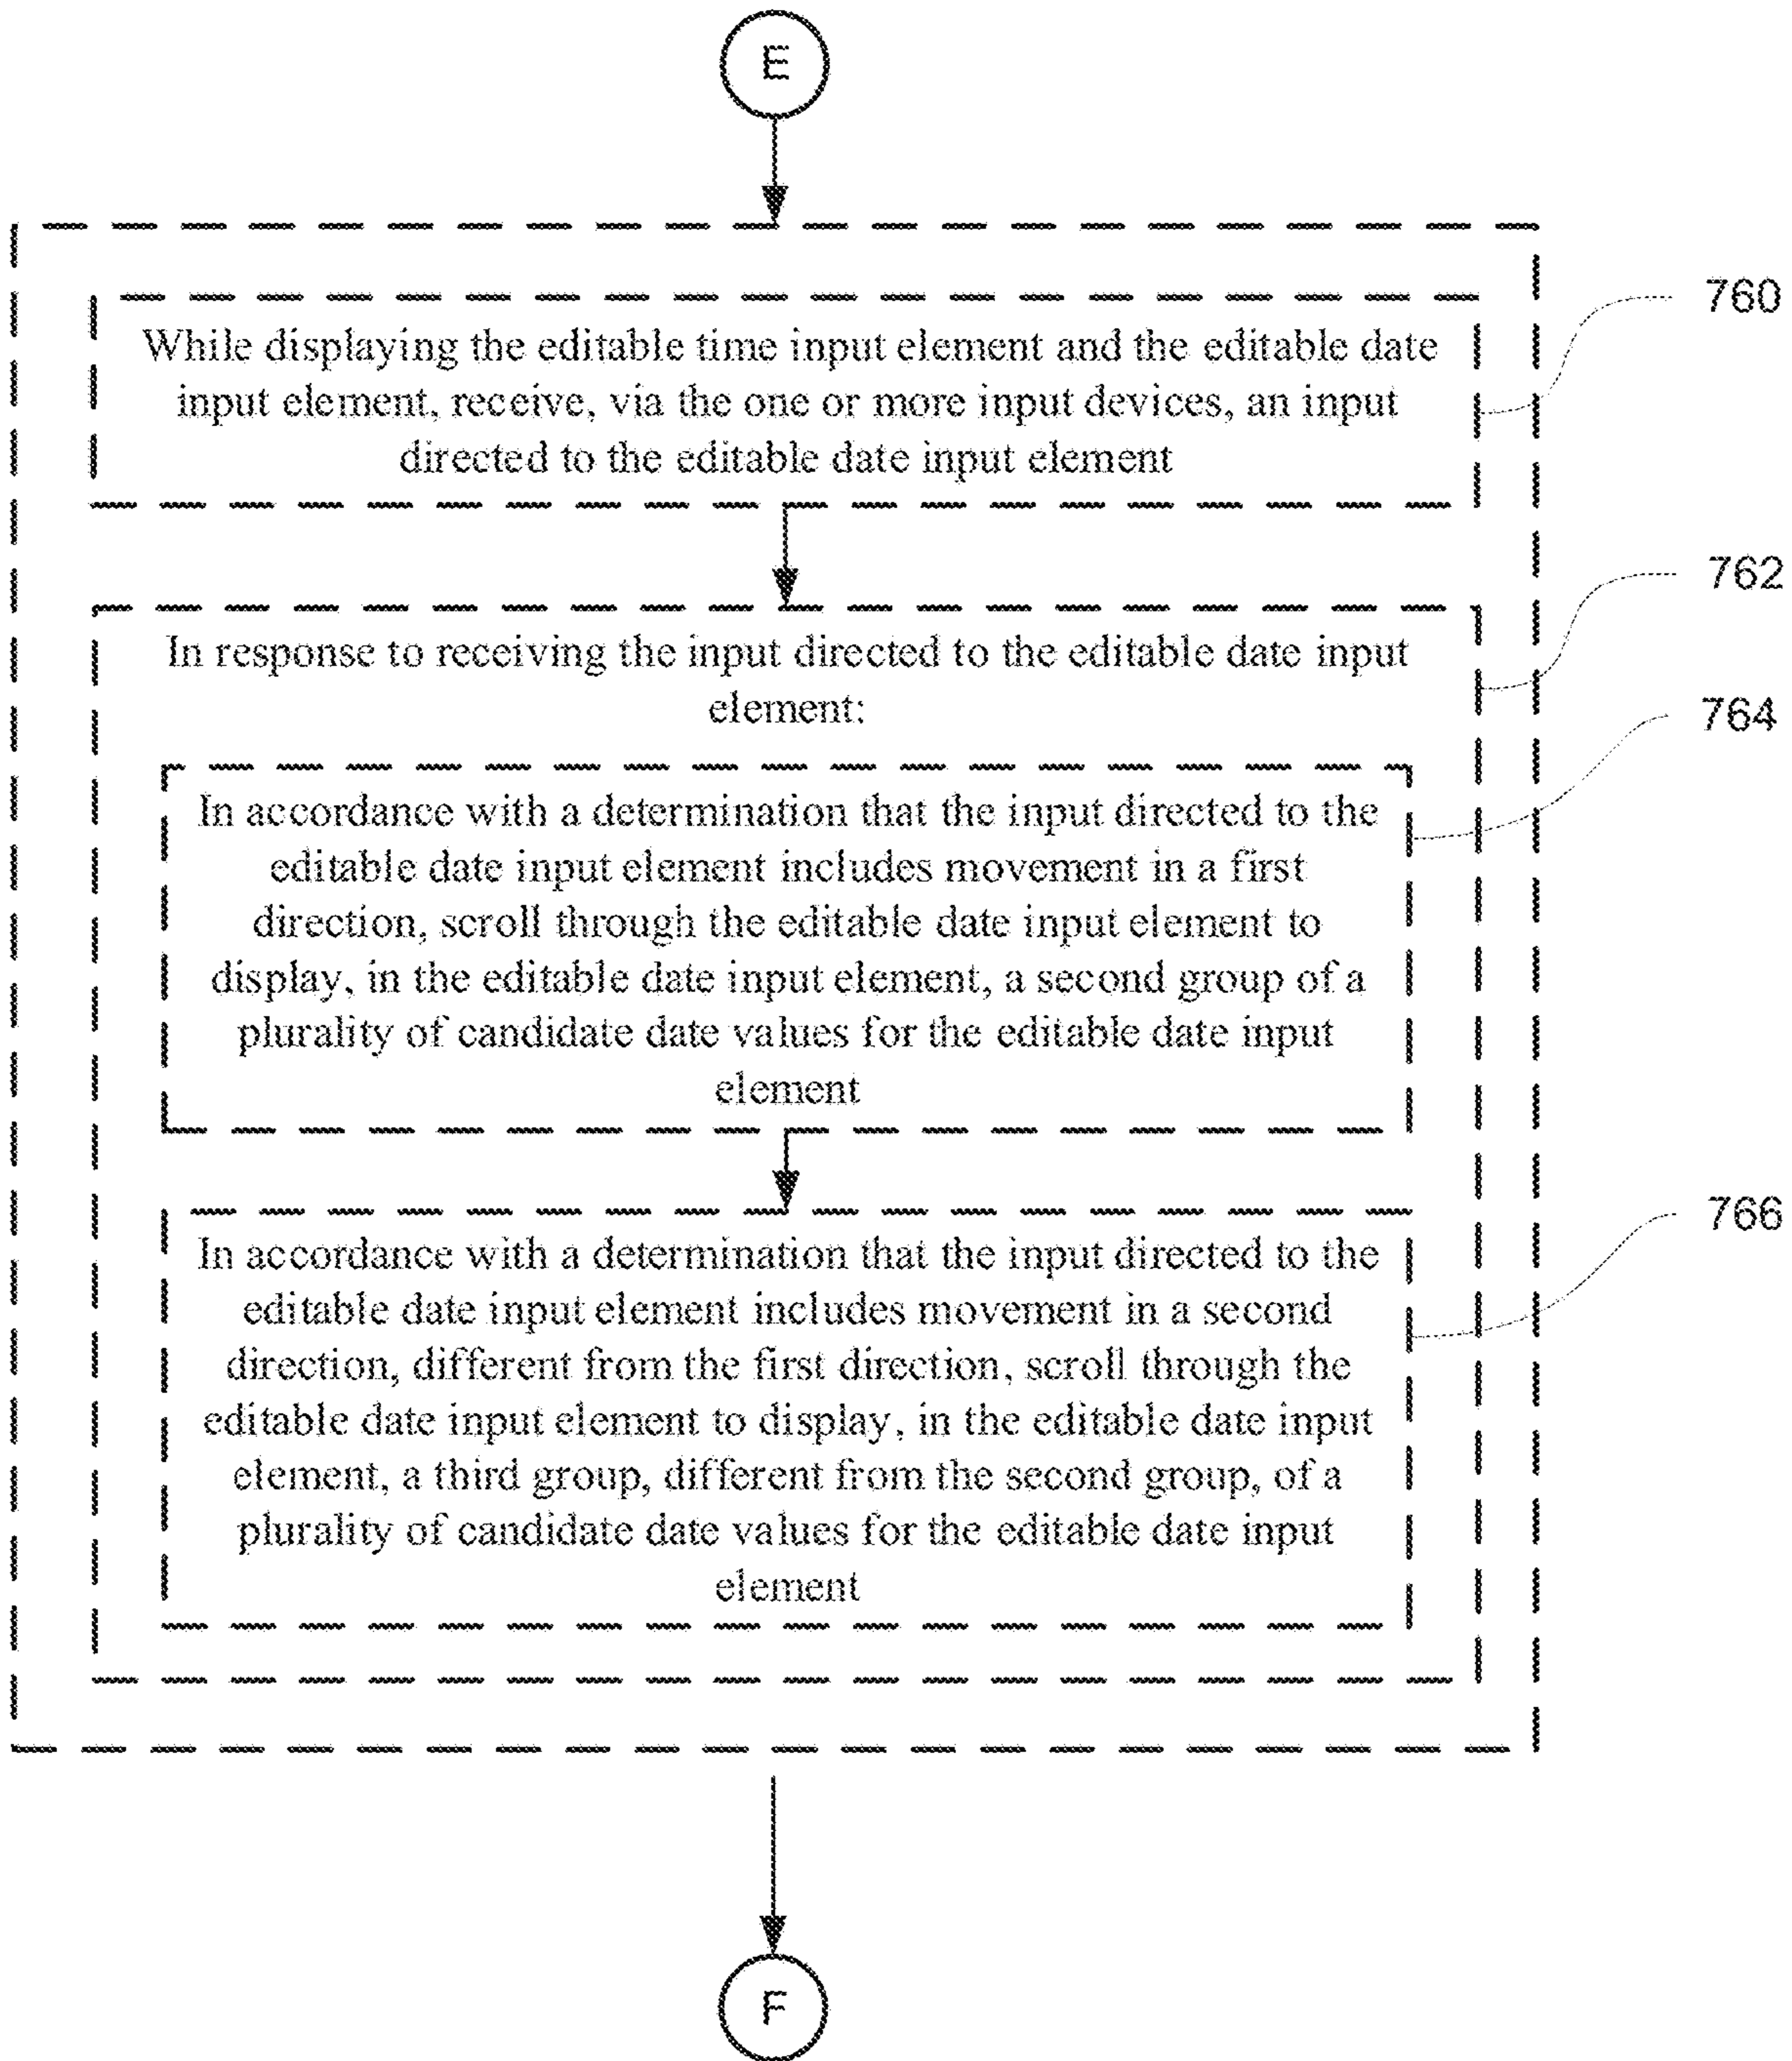 E
While displaying the editable time input element and the editable date
input element, receive, via the one or more input devices, an input
directed to the editable date input element
760
In response to receiving the input directed to the editable date input
element:
762
In accordance with a determination that the input directed to the
editable date input element includes movement in a first
direction, scroll through the editable date input element to
display, in the editable date input element, a second group of a
plurality of candidate date values for the editable date input
element
764
In accordance with a determination that the input directed to the
editable date input element includes movement in a second
direction, different from the first direction, scroll through the
editable date input element to display, in the editable date input
element, a third group, different from the second group, of a
plurality of candidate date values for the editable date input
element
766
F